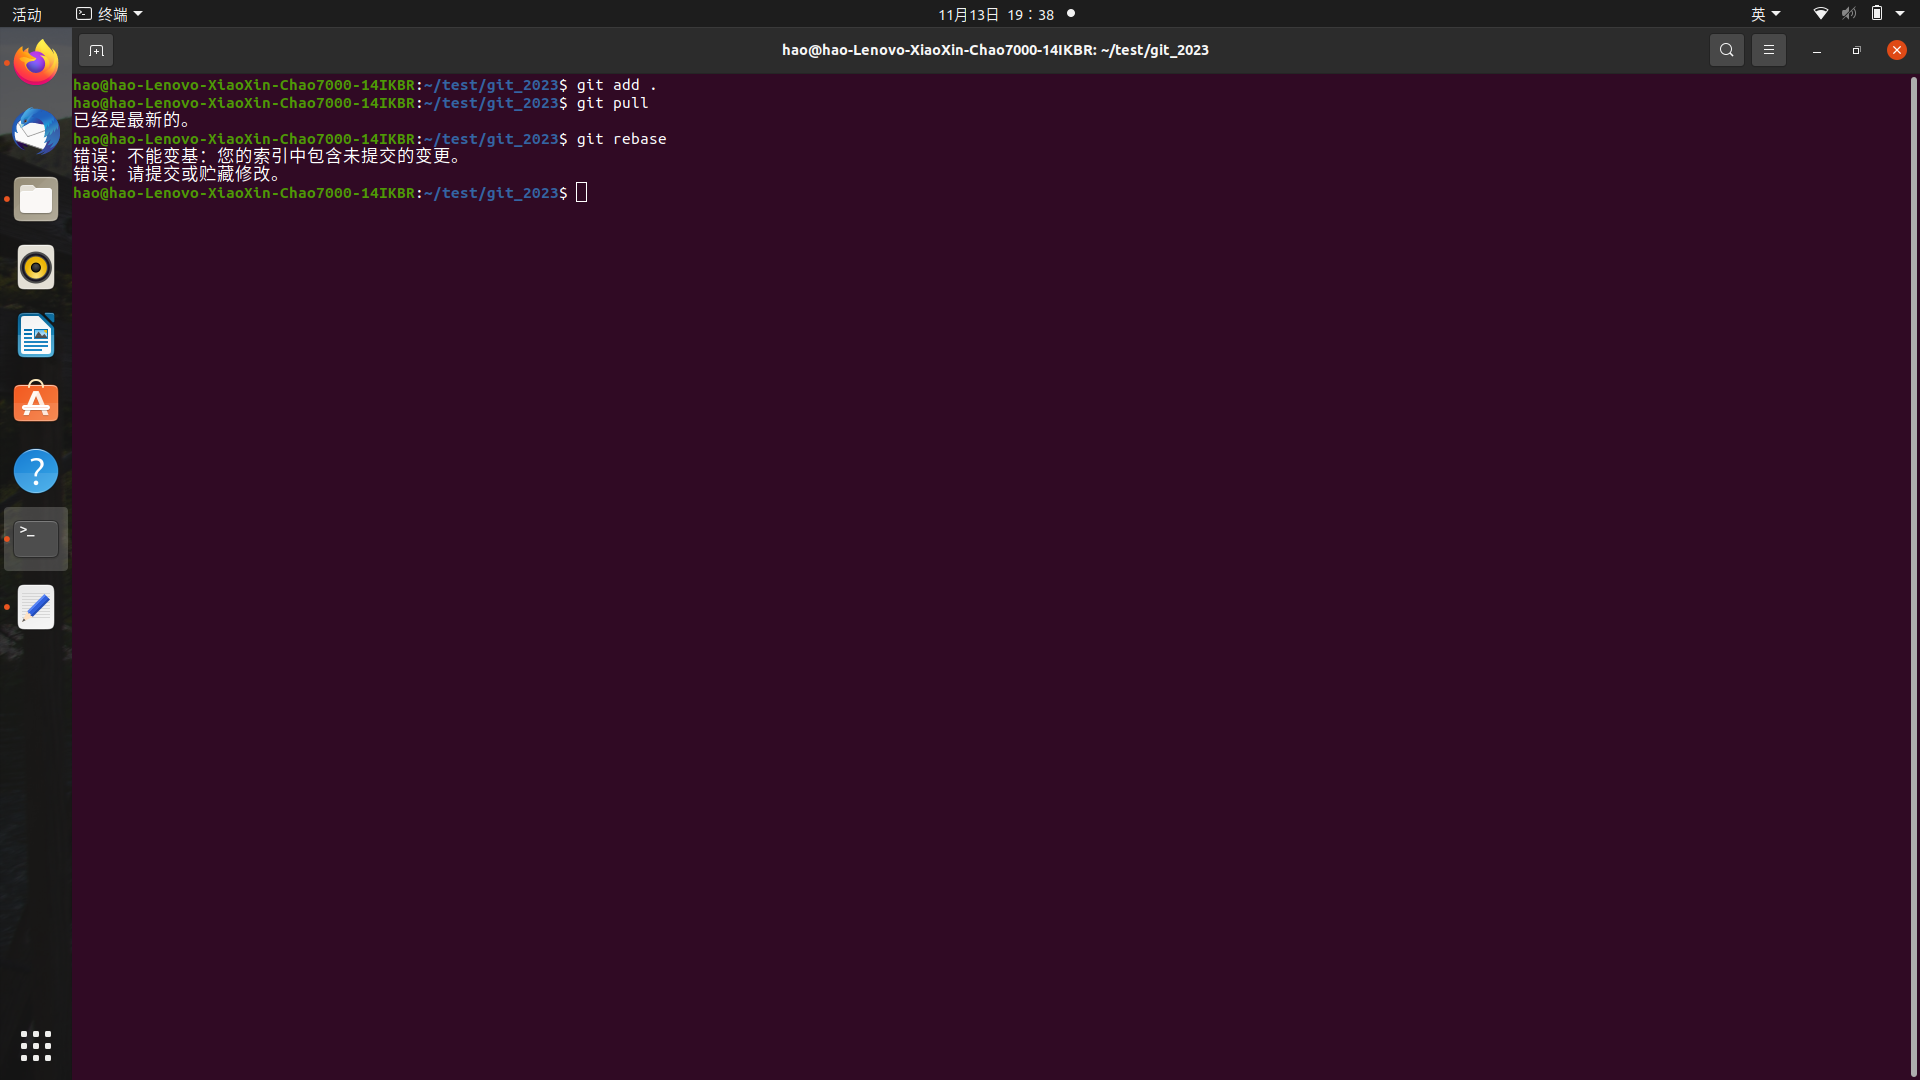 活动 终端 11月13日 19：38 英
hao@hao-Lenovo-XiaoXin-Chao7000-14IKBR: ~/test/git_2023
hao@hao-Lenovo-XiaoXin-Chao7000-14IKBR:~/test/git_2023$ git add .
hao@hao-Lenovo-XiaoXin-Chao7000-14IKBR:~/test/git_2023$ git pull
已经是最新的。
hao@hao-Lenovo-XiaoXin-Chao7000-14IKBR:~/test/git_2023$ git rebase
错误：不能变基：您的索引中包含未提交的变更。
错误：请提交或贮藏修改。
hao@hao-Lenovo-XiaoXin-Chao7000-14IKBR:~/test/git_2023$